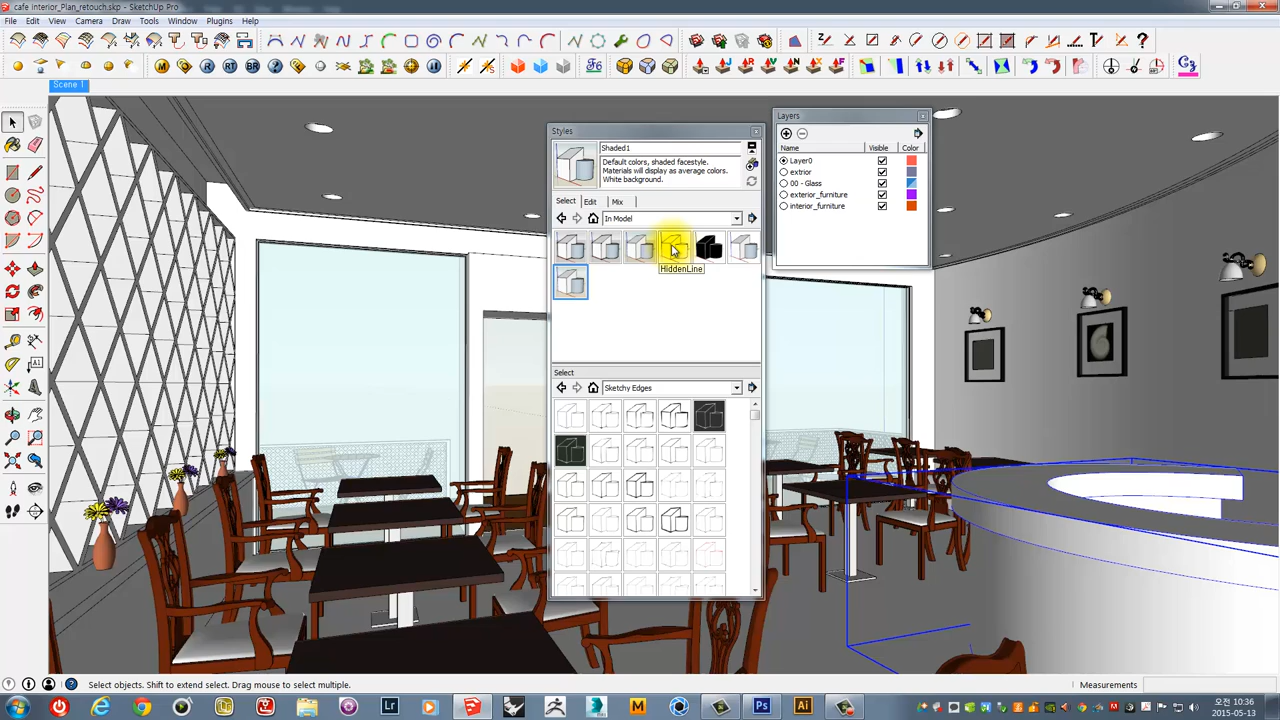 cafe interior_Plan_retouch.skp - SketchUp Pro
File Edit View Camera Draw Tools Window Plugins Help
Scene 1
Styles
Shaded1
Default colors, shaded facestyle.
Materials will display as average colors.
White background.
Select Edit Mix
In Model
HiddenLine
Select
Sketchy Edges
Layers
Name Visible Color
Layer0
extrior
00 - Glass
exterior_furniture
interior_furniture
Select objects. Shift to extend select. Drag mouse to select multiple.
Measurements
오전 10:36
2015-05-13